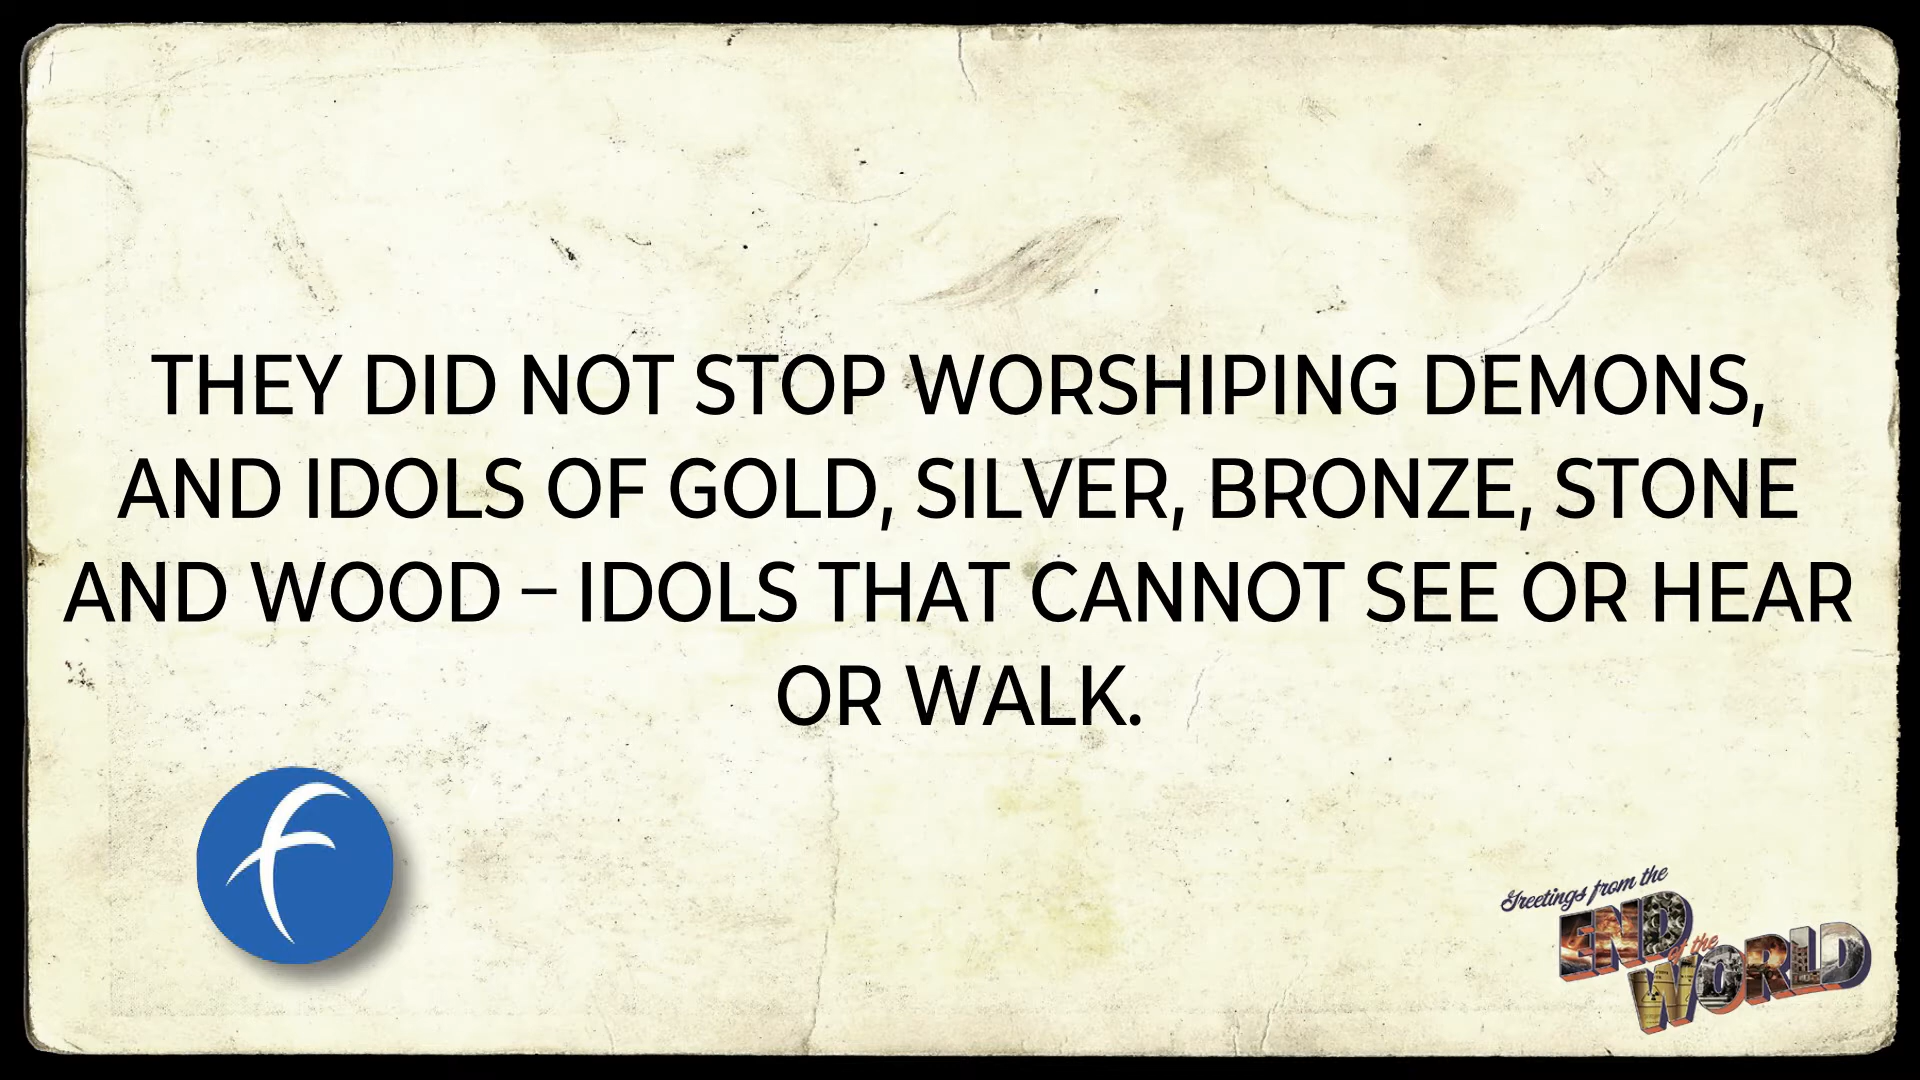 THEY DID NOT STOP WORSHIPING DEMONS,
AND IDOLS OF GOLD, SILVER, BRONZE, STONE
AND WOOD – IDOLS THAT CANNOT SEE OR HEAR
OR WALK.
f
Greetings from the
END
of the
WORLD